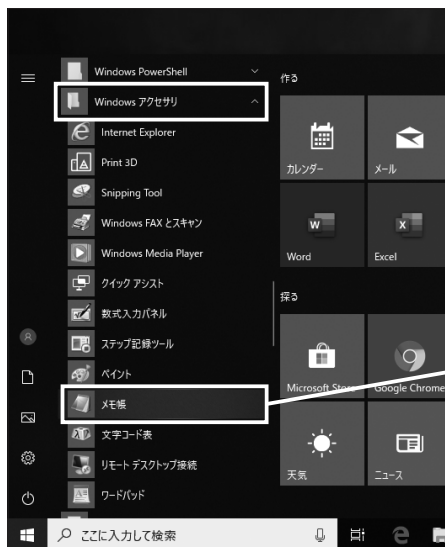 Windows PowerShell
Windows アクセサリ
Internet Explorer
Print 3D
Snipping Tool
Windows FAX とスキャン
Windows Media Player
クイック アシスト
数式入力パネル
ステップ記録ツール
ペイント
メモ帳
文字コード表
リモート デスクトップ接続
ワードパッド
作る
カレンダー
メール
Word
Excel
探る
Microsoft Store
Google Chrome
天気
ニュース
ここに入力して検索